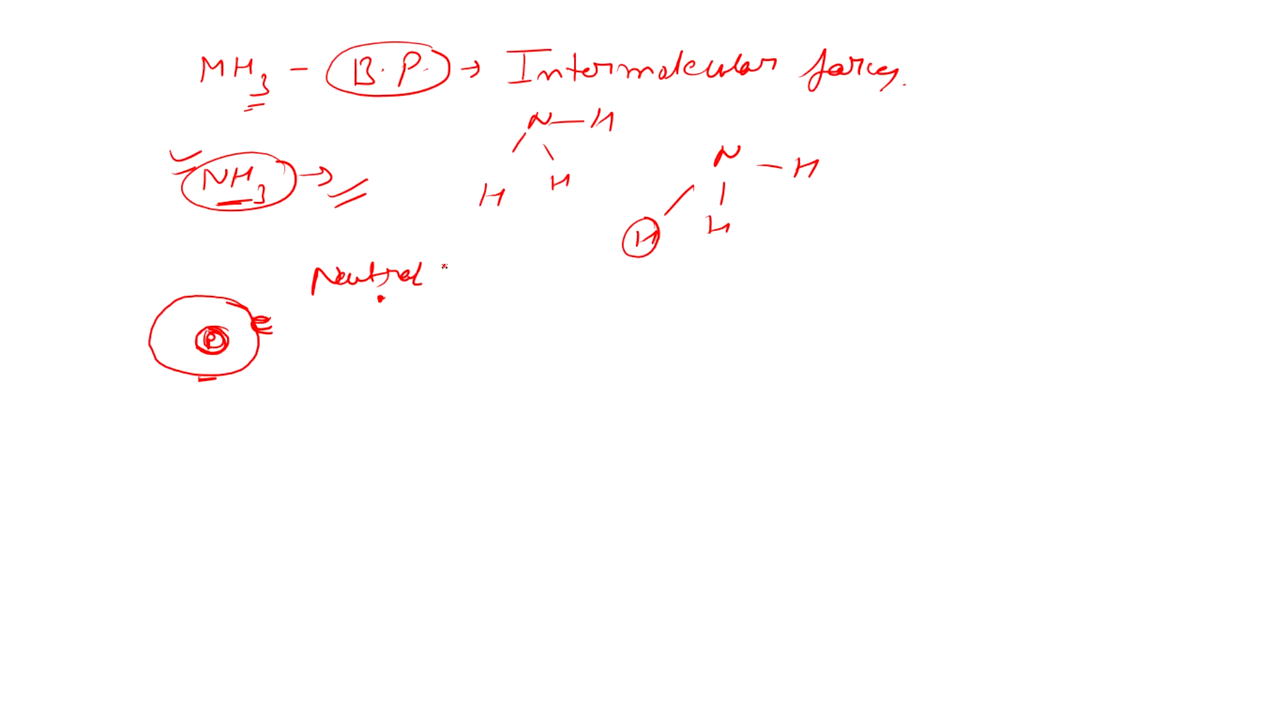 MH3 - B.P. → Intermolecular forces.
N-H
N-H
NH3 →
H H
H H
Neutral
P